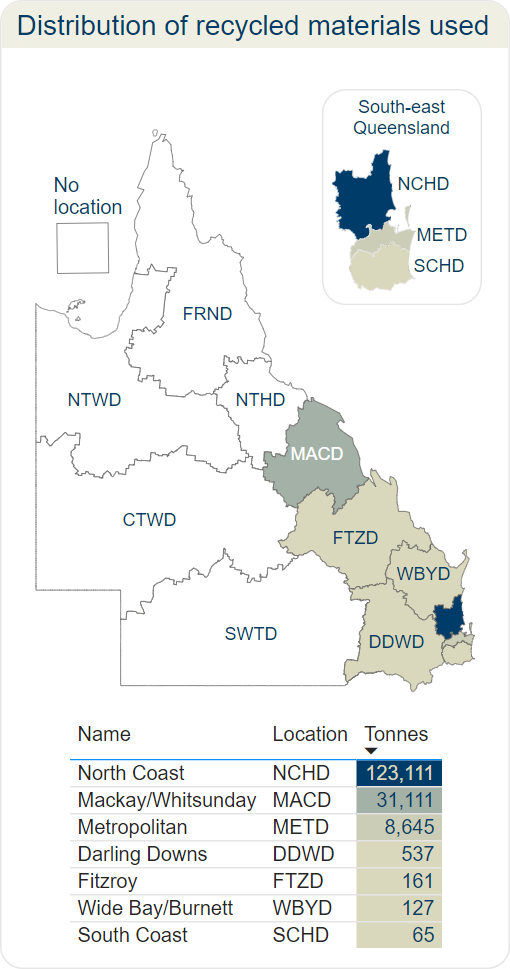 Distribution of recycled materials used
South-east
Queensland
NCHD
METD
SCHD
No
location
FRND
NTWD
NTHD
MACD
CTWD
FTZD
WBYD
SWTD
DDWD
Name Location Tonnes
North Coast NCHD 123,111
Mackay/Whitsunday MACD 31,111
Metropolitan METD 8,645
Darling Downs DDWD 537
Fitzroy FTZD 161
Wide Bay/Burnett WBYD 127
South Coast SCHD 65